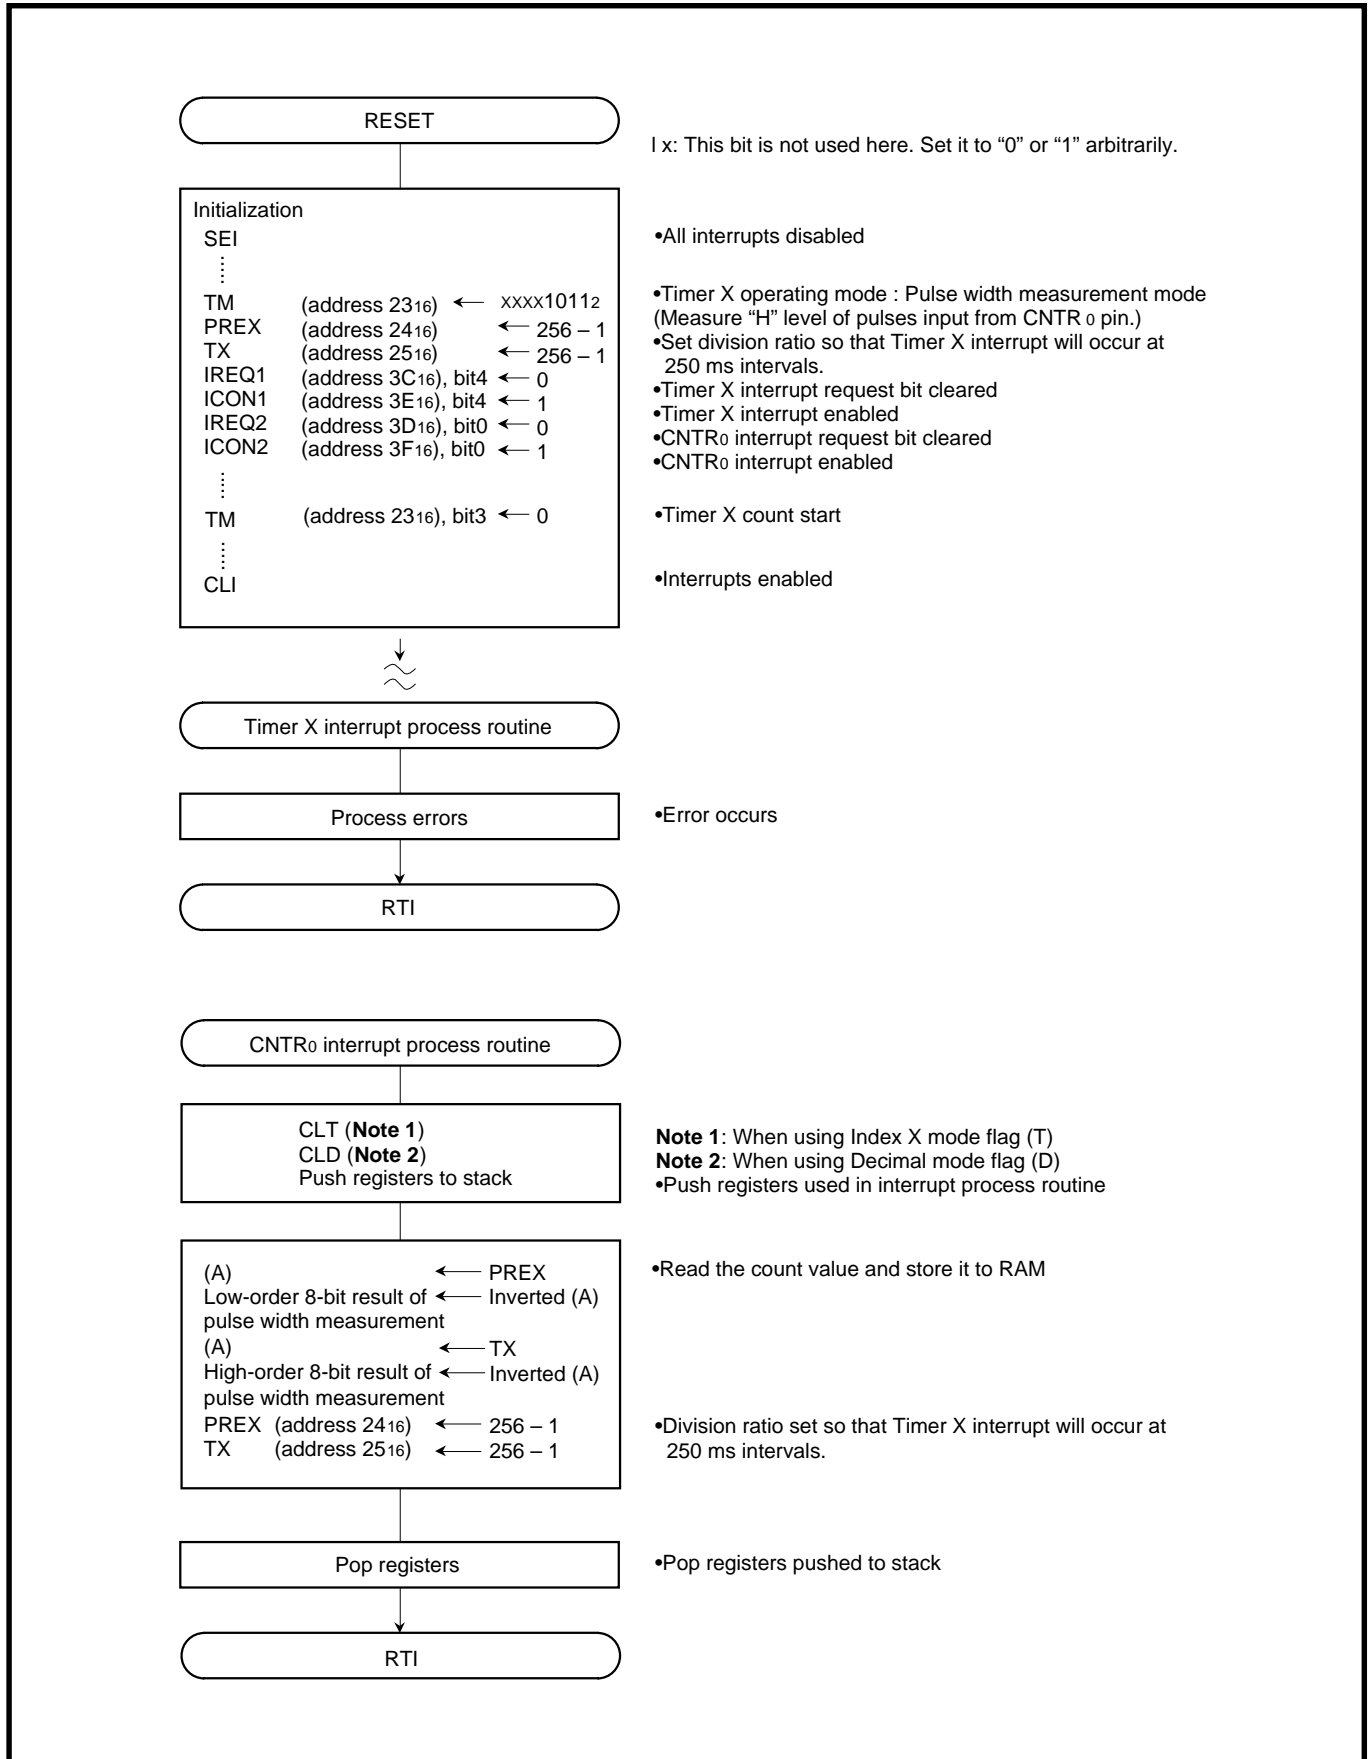 RESET
l x: This bit is not used here. Set it to “0” or “1” arbitrarily.
Initialization
SEI
•All interrupts disabled
TM (address 2316) ← XXXX10112
•Timer X operating mode : Pulse width measurement mode
(Measure “H” level of pulses input from CNTR 0 pin.)
PREX (address 2416) ← 256 – 1
•Set division ratio so that Timer X interrupt will occur at
250 ms intervals.
TX (address 2516) ← 256 – 1
IREQ1 (address 3C16), bit4 ← 0
•Timer X interrupt request bit cleared
ICON1 (address 3E16), bit4 ← 1
•Timer X interrupt enabled
IREQ2 (address 3D16), bit0 ← 0
•CNTR0 interrupt request bit cleared
ICON2 (address 3F16), bit0 ← 1
•CNTR0 interrupt enabled
TM (address 2316), bit3 ← 0
•Timer X count start
CLI
•Interrupts enabled
Timer X interrupt process routine
Process errors
•Error occurs
RTI
CNTR0 interrupt process routine
CLT (Note 1)
Note 1: When using Index X mode flag (T)
CLD (Note 2)
Note 2: When using Decimal mode flag (D)
Push registers to stack
•Push registers used in interrupt process routine
(A) ← PREX
•Read the count value and store it to RAM
Low-order 8-bit result of ← Inverted (A)
pulse width measurement
(A) ← TX
High-order 8-bit result of ← Inverted (A)
pulse width measurement
PREX (address 2416) ← 256 – 1
•Division ratio set so that Timer X interrupt will occur at
250 ms intervals.
TX (address 2516) ← 256 – 1
Pop registers
•Pop registers pushed to stack
RTI